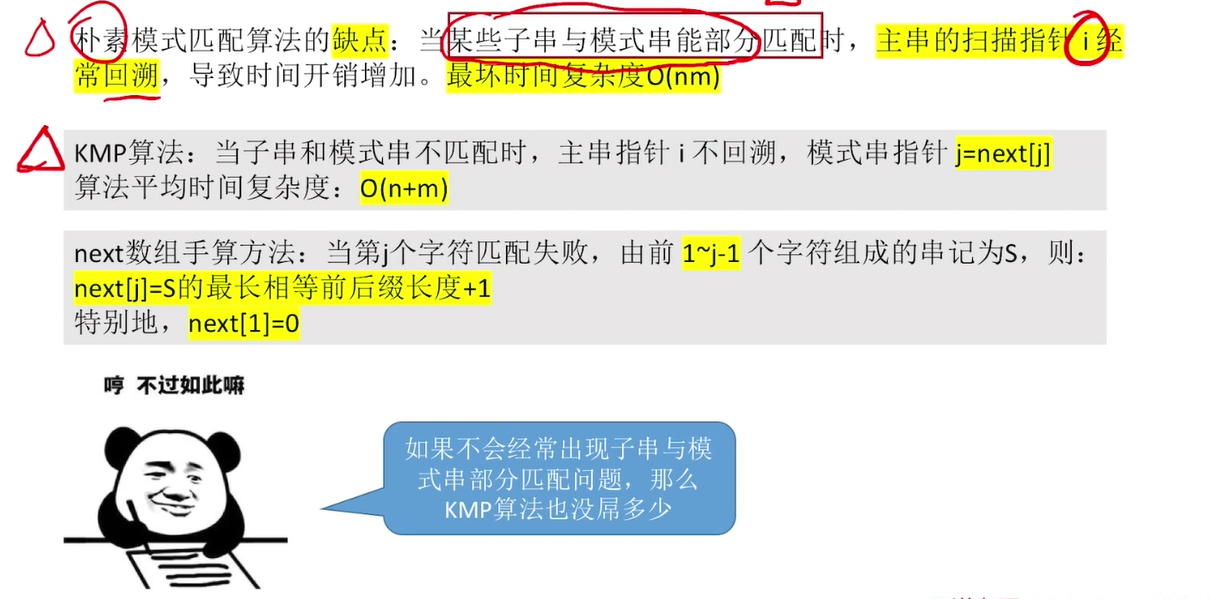 朴素模式匹配算法的缺点：当某些子串与模式串能部分匹配时，主串的扫描指针 i 经
常回溯，导致时间开销增加。最坏时间复杂度O(nm)
KMP算法：当子串和模式串不匹配时，主串指针 i 不回溯，模式串指针 j=next[j]
算法平均时间复杂度：O(n+m)
next数组手算方法：当第j个字符匹配失败，由前 1~j-1 个字符组成的串记为S，则：
next[j]=S的最长相等前后缀长度+1
特别地，next[1]=0
哼 不过如此嘛
如果不会经常出现子串与模
式串部分匹配问题，那么
KMP算法也没屌多少